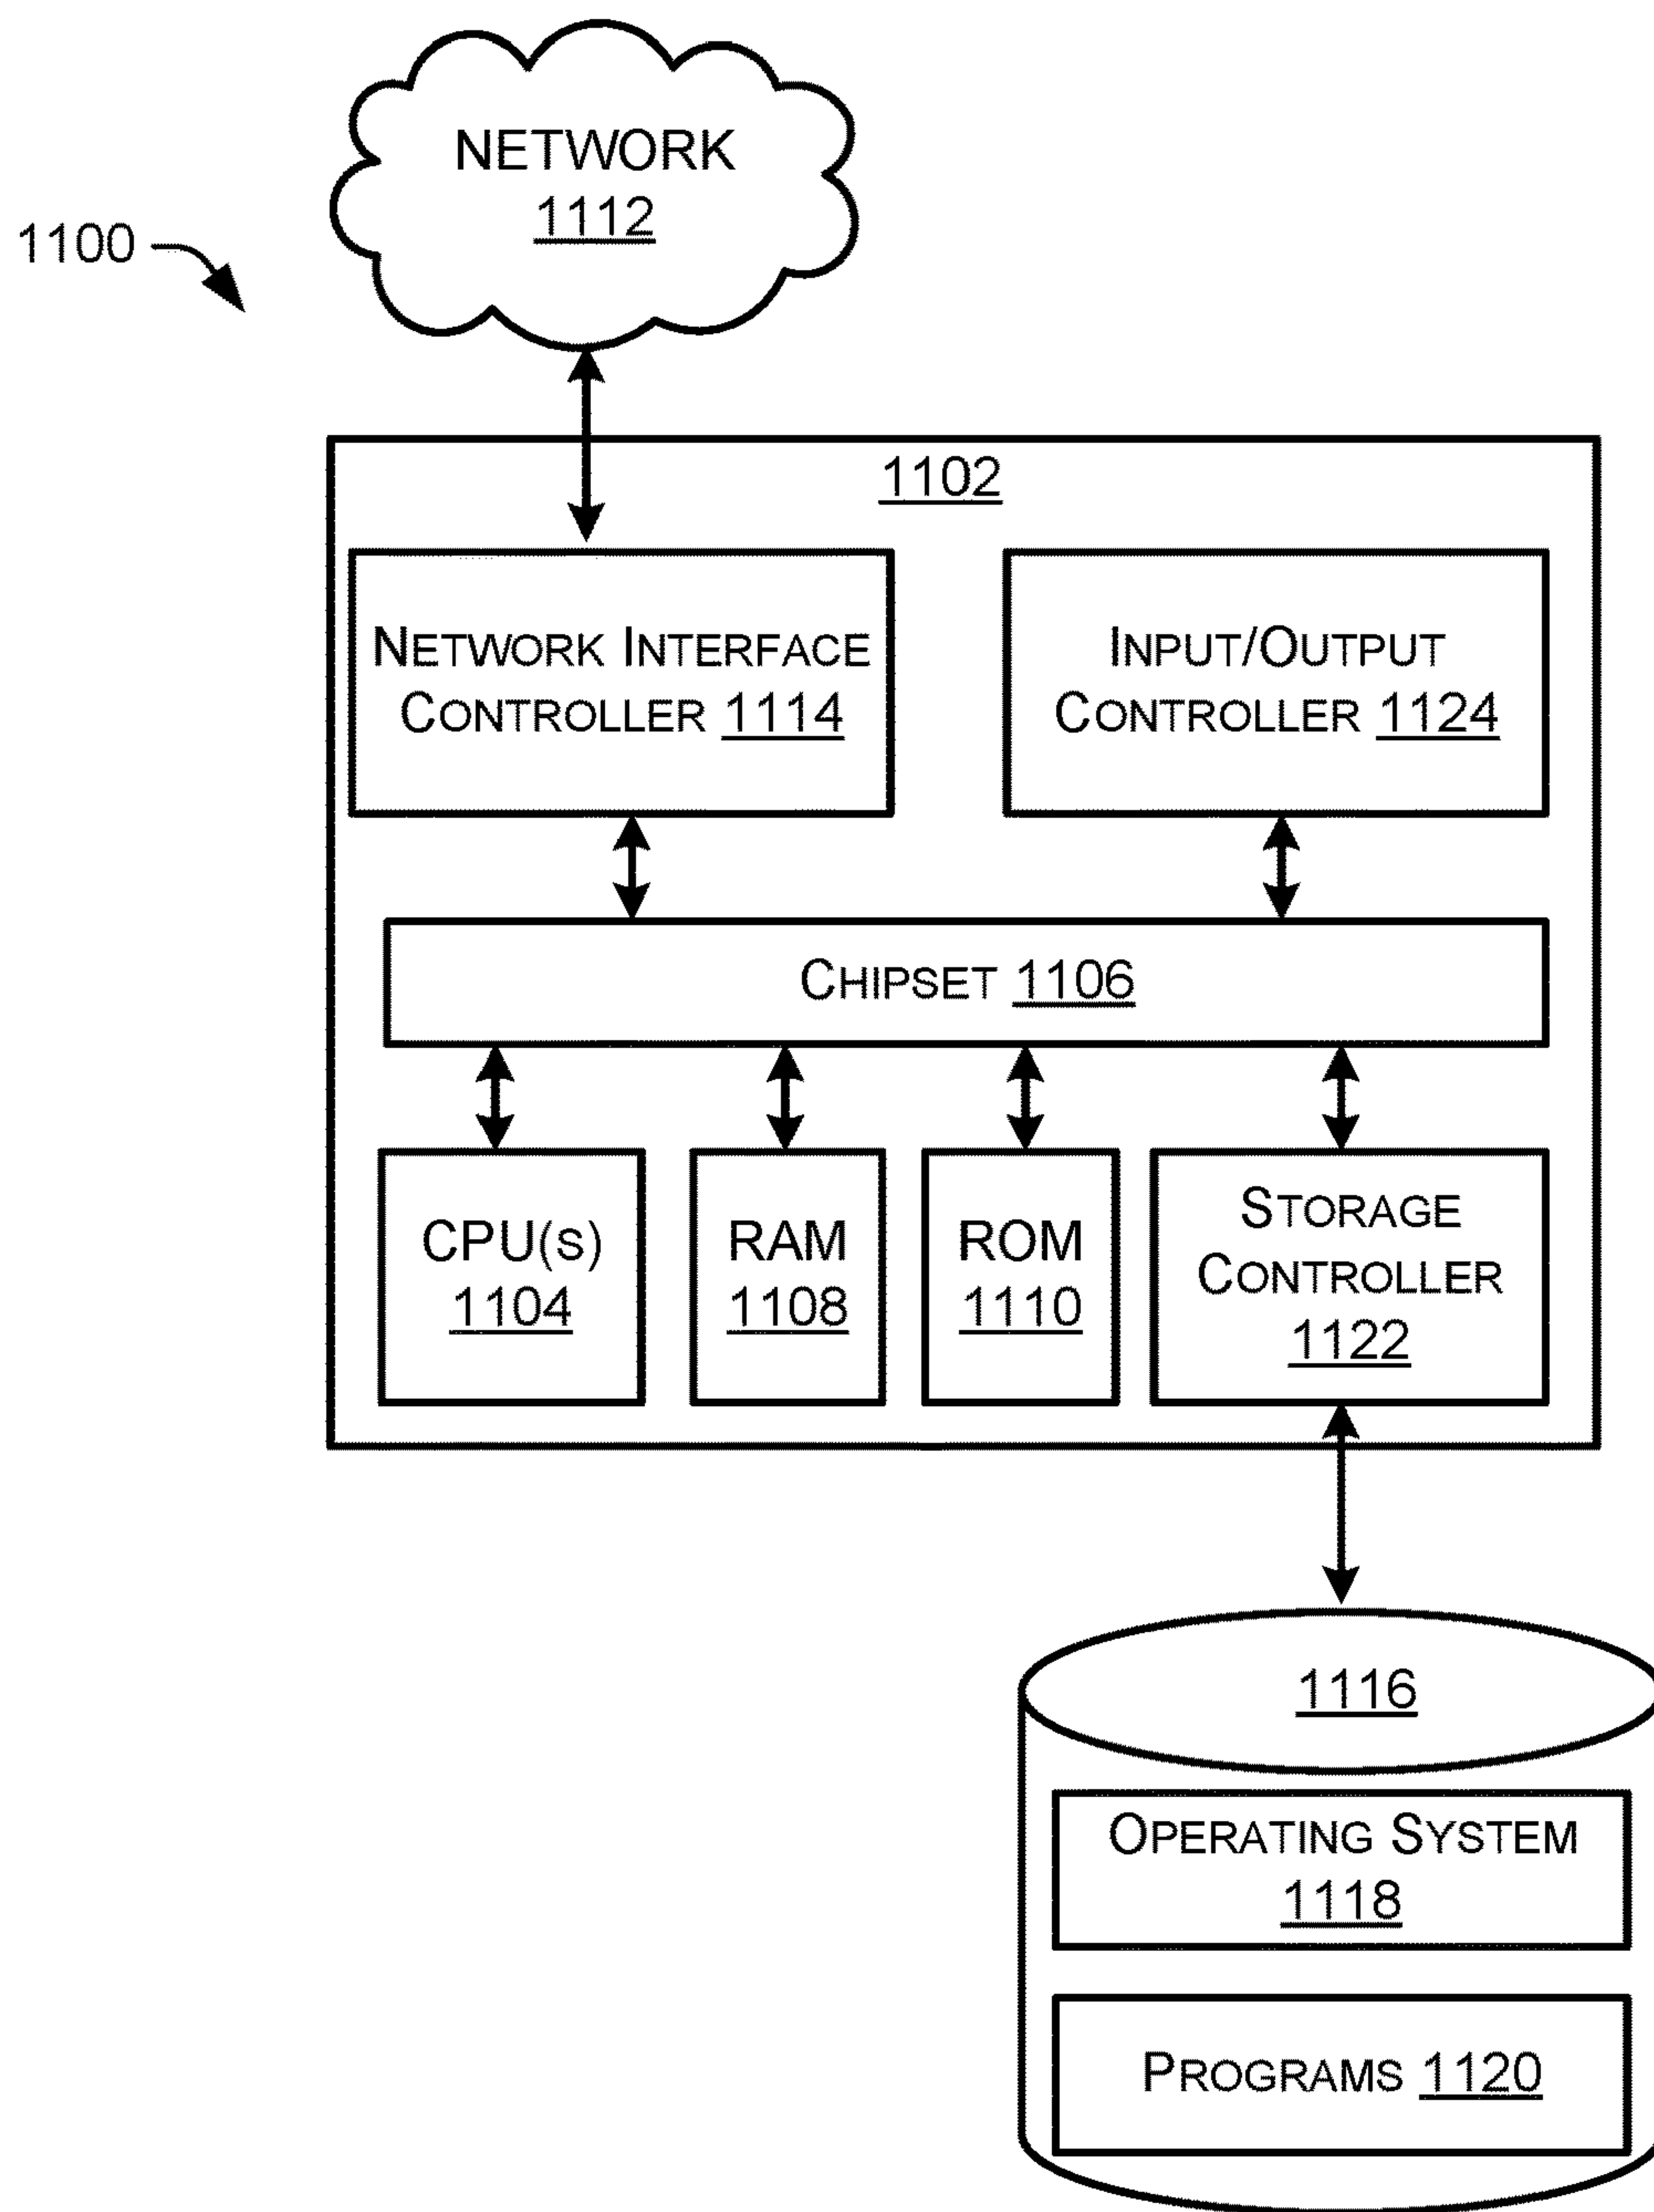 NETWORK
1112
1100
1102
NETWORK INTERFACE
CONTROLLER 1114
INPUT/OUTPUT
CONTROLLER 1124
CHIPSET 1106
CPU(S)
1104
RAM
1108
ROM
1110
STORAGE
CONTROLLER
1122
1116
OPERATING SYSTEM
1118
PROGRAMS 1120